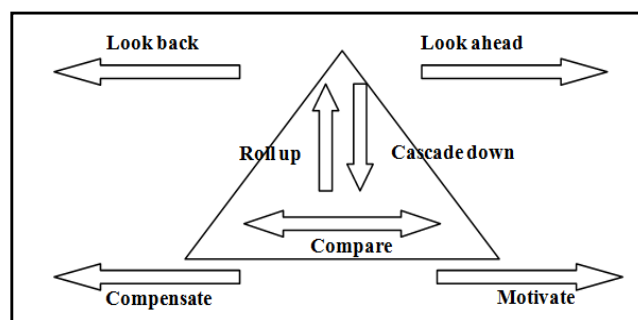 Look back
Look ahead
Roll up
Cascade down
Compare
Compensate
Motivate